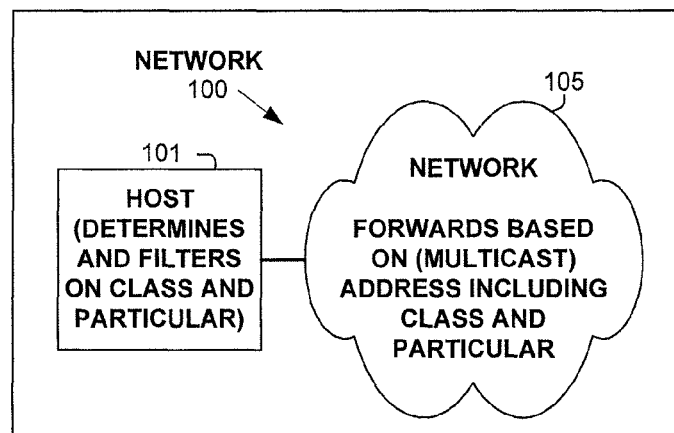 NETWORK
100
105
101
HOST
(DETERMINES
AND FILTERS
ON CLASS AND
PARTICULAR)
NETWORK
FORWARDS BASED
ON (MULTICAST)
ADDRESS INCLUDING
CLASS AND
PARTICULAR